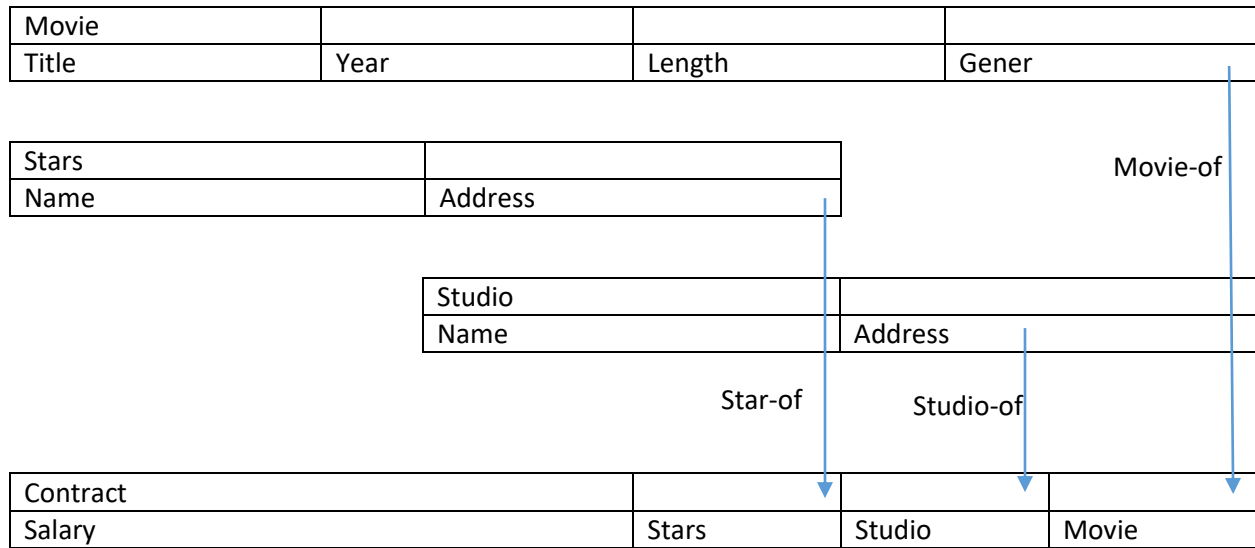 Movie
Title Year Length Gener
Stars
Name Address
Movie-of
Studio
Name Address
Star-of
Studio-of
Contract
Salary Stars Studio Movie